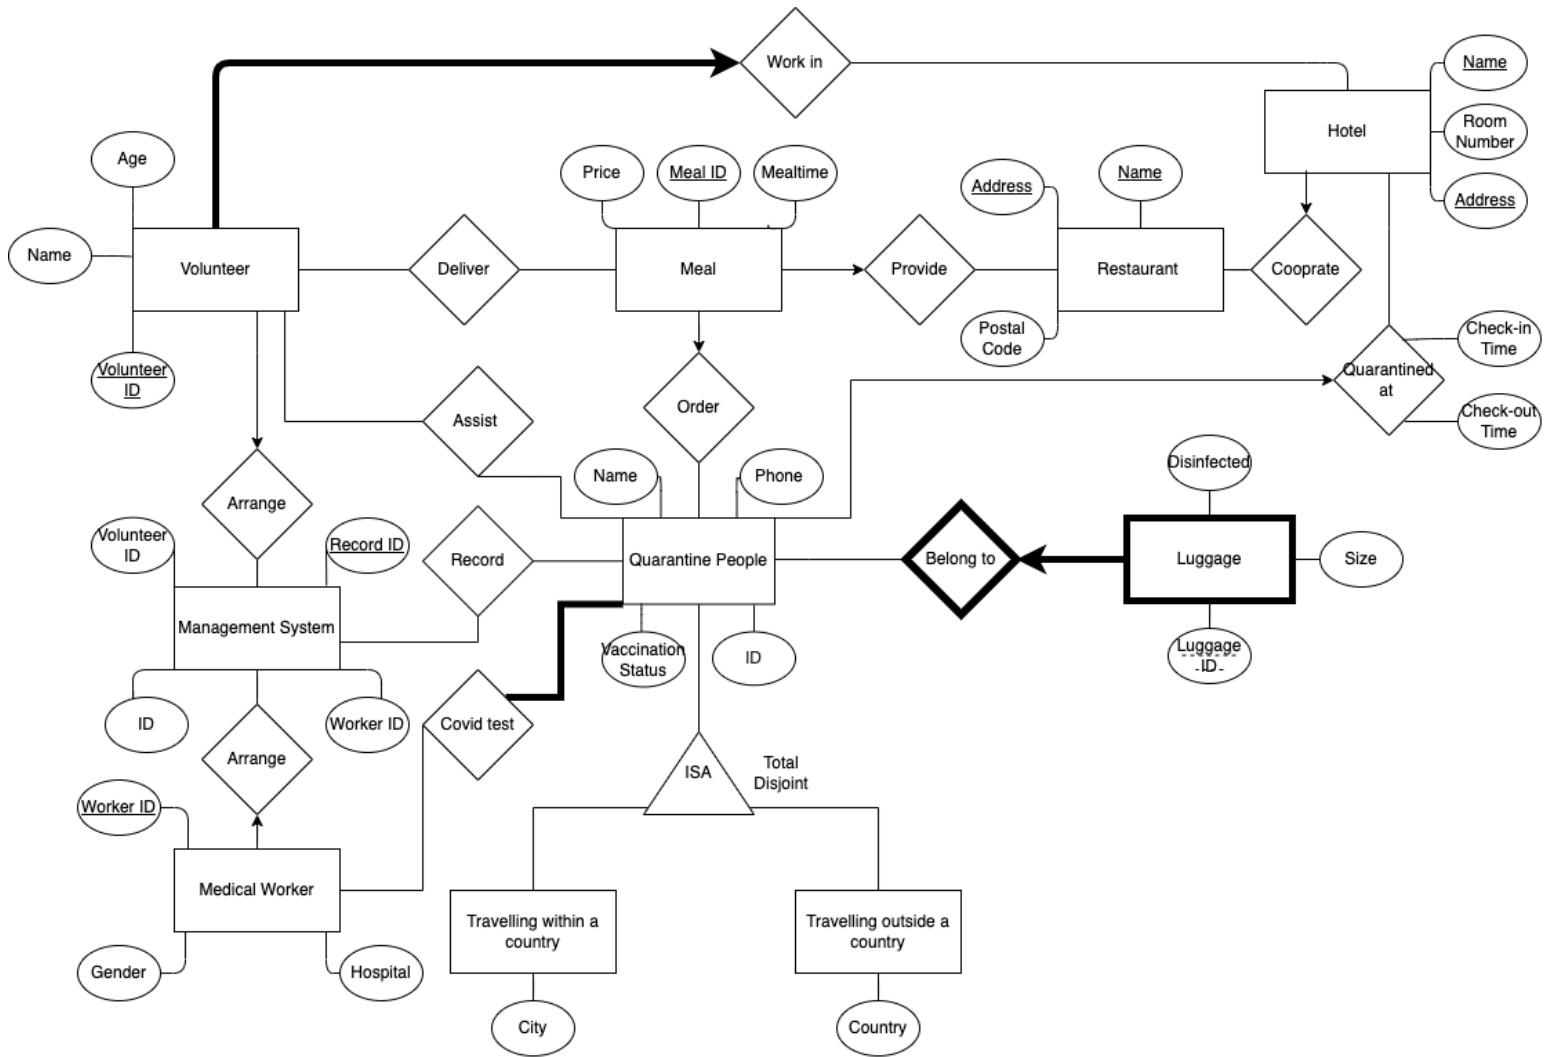 Work in
Name
Hotel
Room
Number
Address
Age
Price
Meal ID
Mealtime
Address
Name
Name
Volunteer
Deliver
Meal
Provide
Restaurant
Cooprate
Volunteer
ID
Postal
Code
Check-in
Time
Quarantined
at
Assist
Order
Check-out
Time
Disinfected
Name
Phone
Arrange
Volunteer
ID
Record ID
Record
Quarantine People
Belong to
Luggage
Size
Management System
Vaccination
Status
ID
Luggage
ID
ID
Worker ID
Covid test
Arrange
ISA
Total
Disjoint
Worker ID
Medical Worker
Travelling within a
country
Travelling outside a
country
Gender
Hospital
City
Country